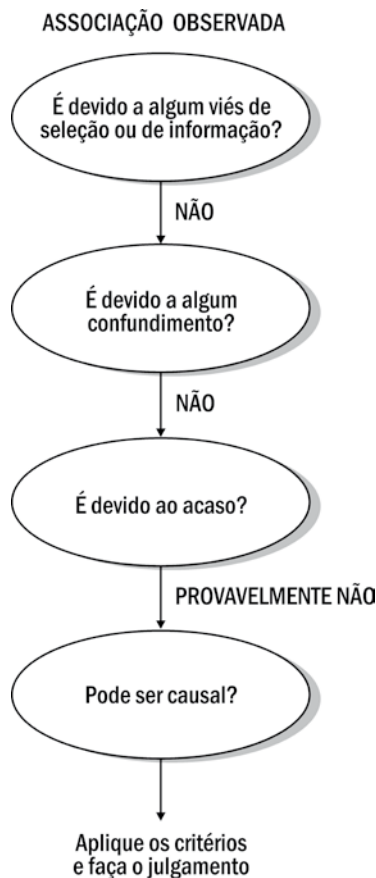 ASSOCIAÇÃO OBSERVADA
É devido a algum viés de
seleção ou de informação?
NÃO
É devido a algum
confundimento?
NÃO
É devido ao acaso?
PROVAVELMENTE NÃO
Pode ser causal?
Aplique os critérios
e faça o julgamento